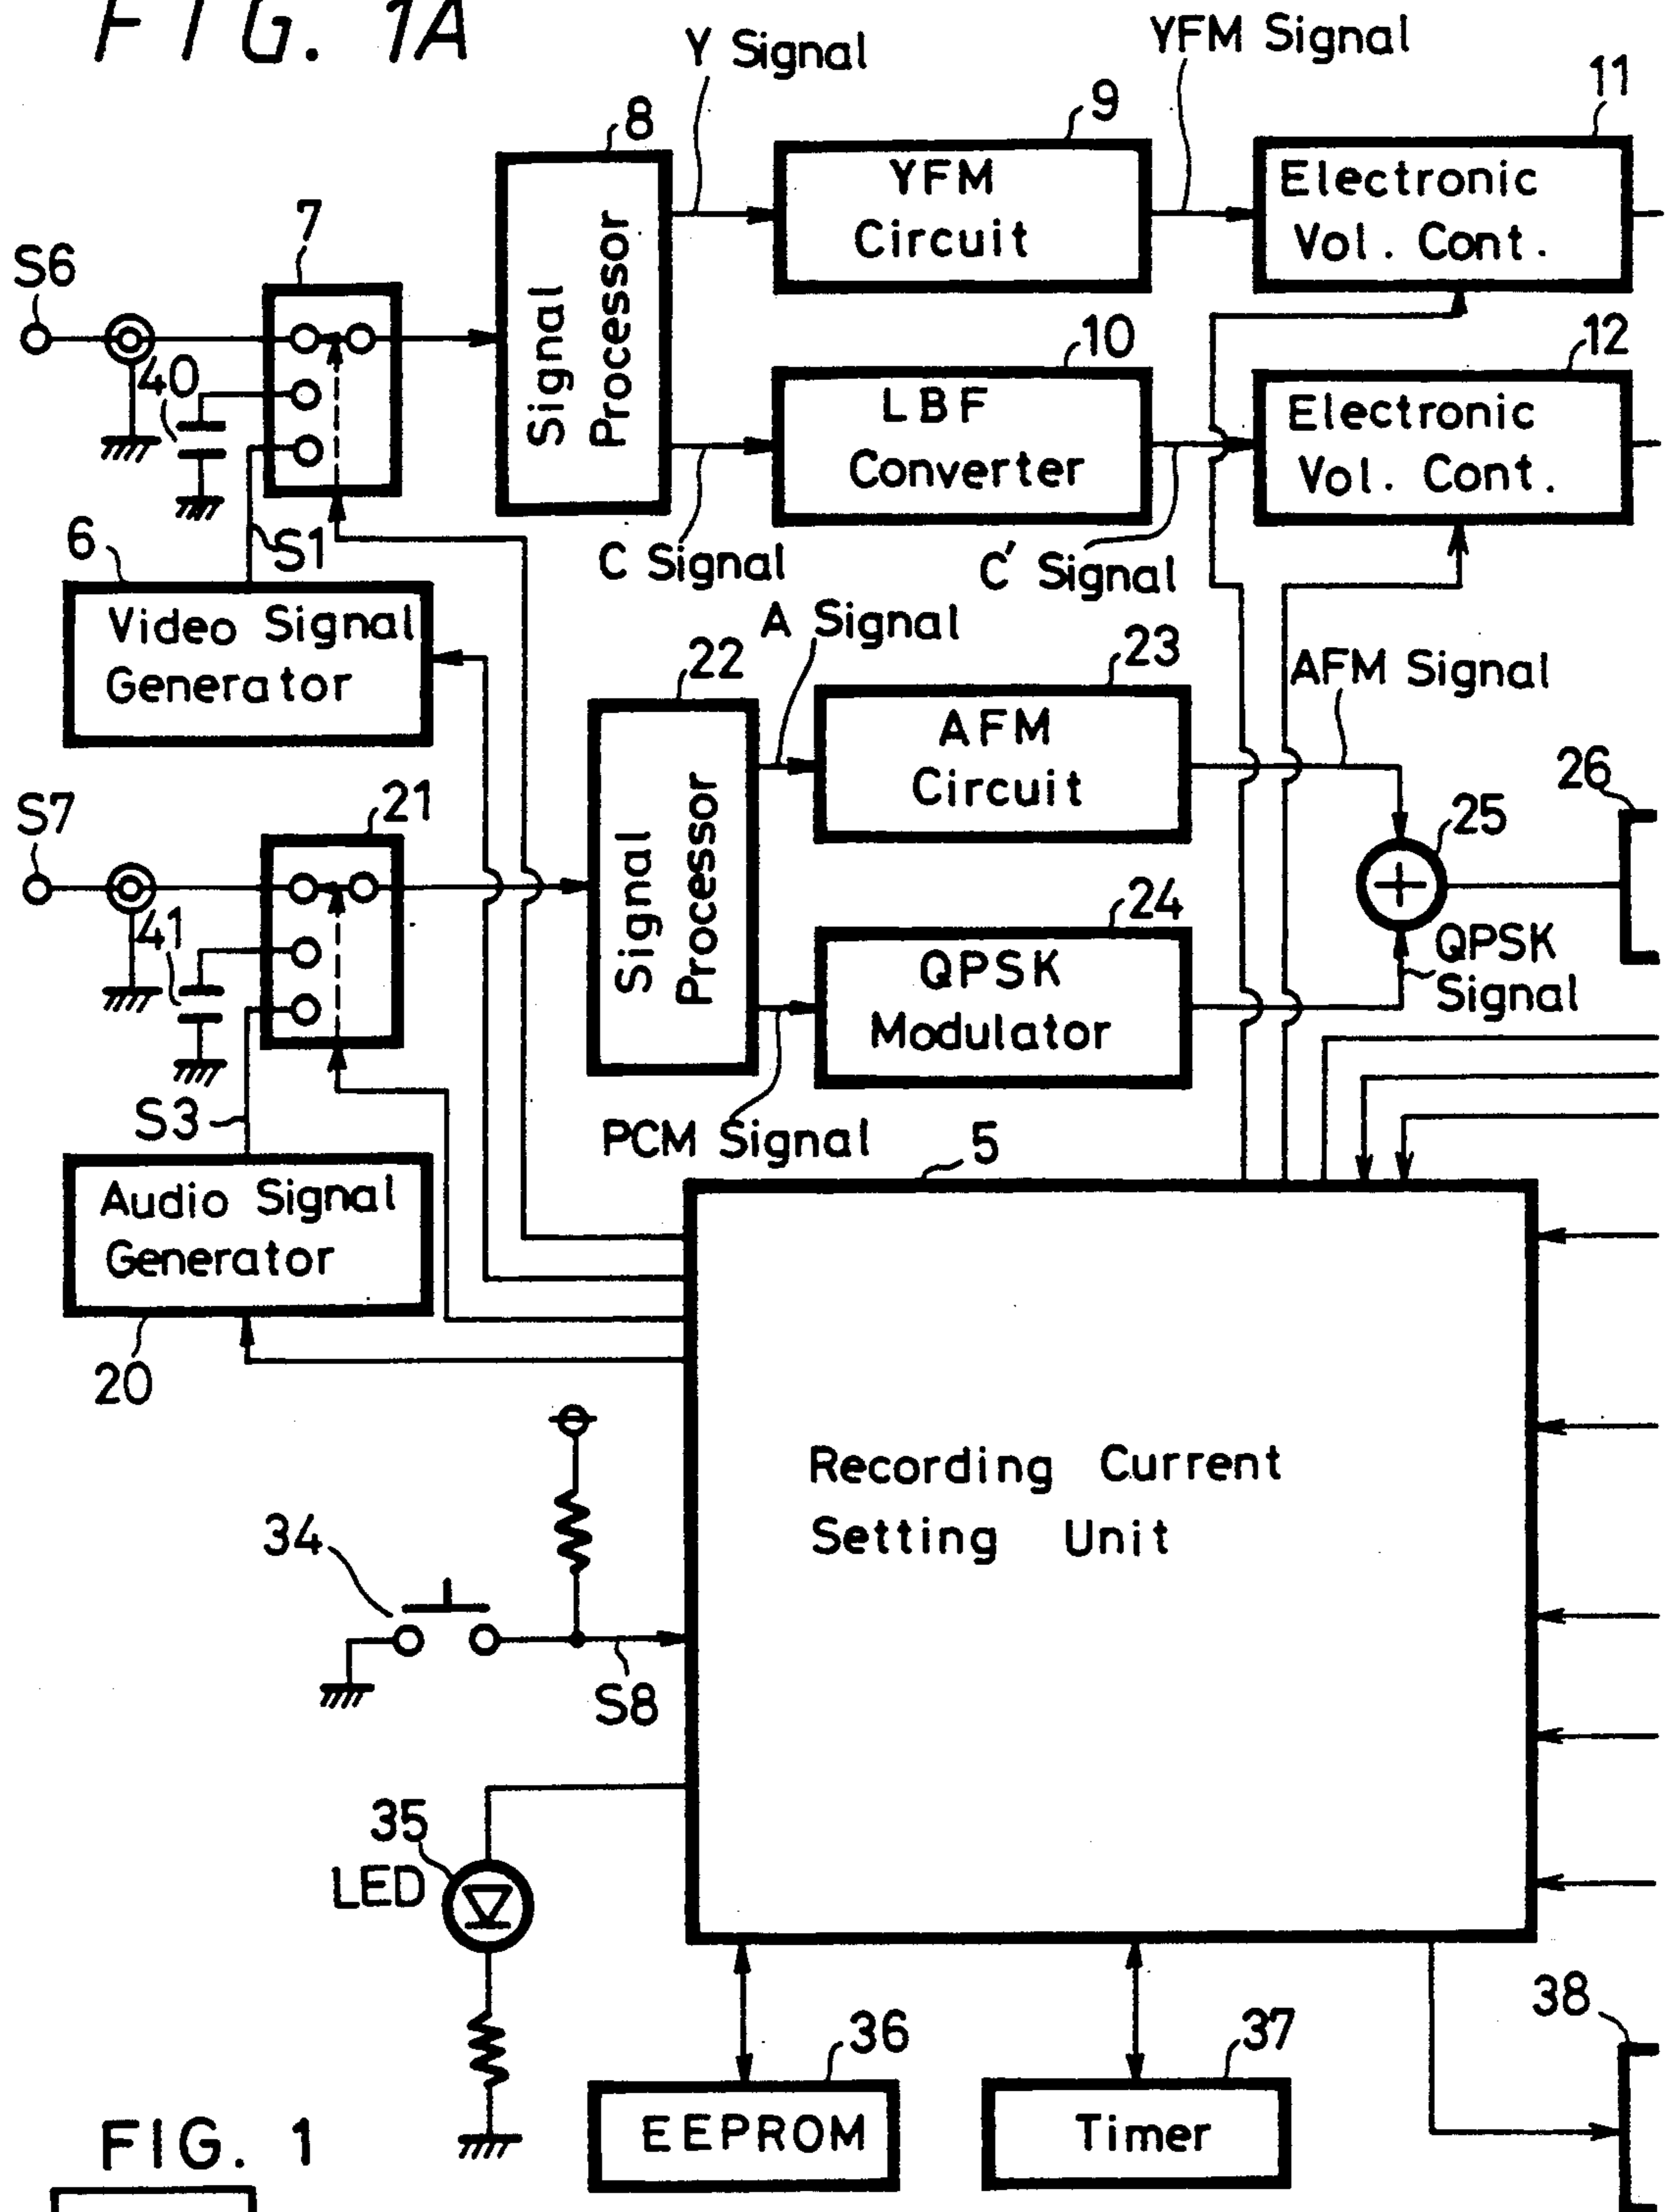 FIG. 1A
Y Signal
YFM Signal
8
9
11
YFM
Circuit
Electronic
Vol. Cont.
7
S6
Signal
Processor
40
10
12
LBF
Converter
Electronic
Vol. Cont.
6
S1
C Signal
C' Signal
Video Signal
Generator
A Signal
22
23
AFM Signal
AFM
Circuit
26
S7
21
25
Signal
Processor
41
24
QPSK
Modulator
QPSK
Signal
S3
PCM Signal
5
Audio Signal
Generator
20
Recording Current
Setting Unit
34
S8
35
LED
38
36
37
EEPROM
Timer
FIG. 1